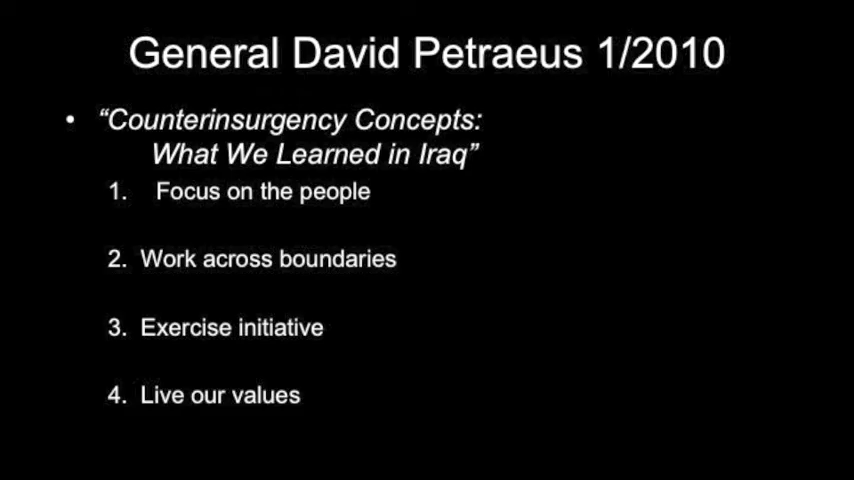 General David Petraeus 1/2010
• “Counterinsurgency Concepts:
What We Learned in Iraq”
1. Focus on the people
2. Work across boundaries
3. Exercise initiative
4. Live our values